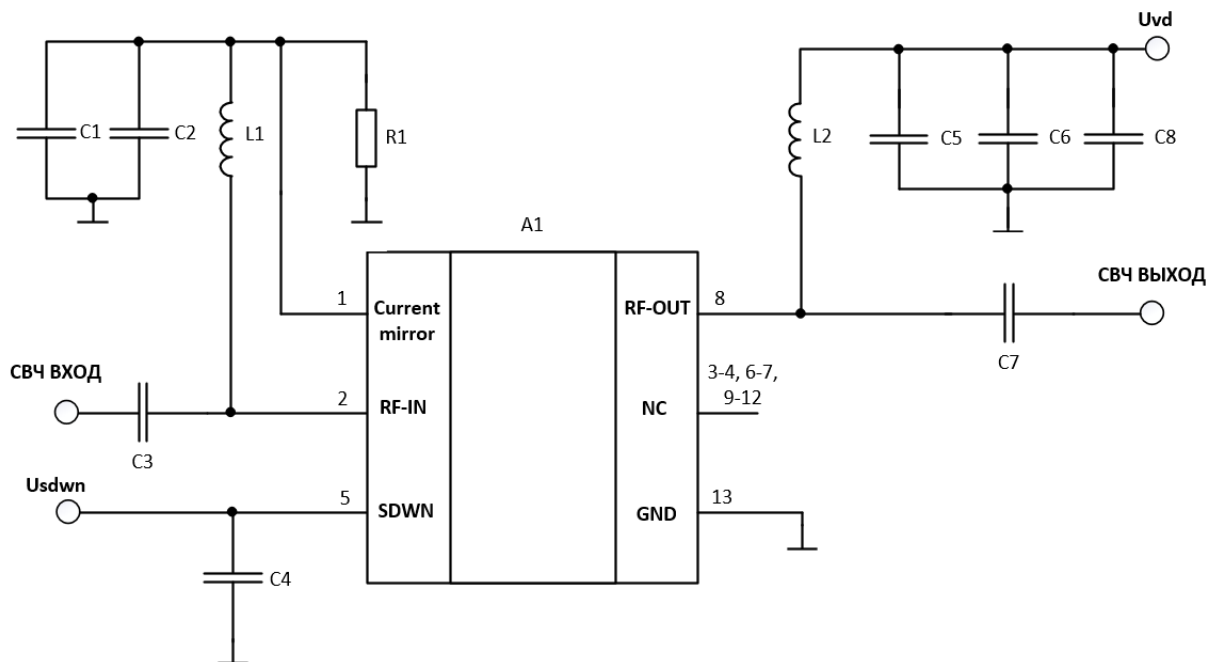 Uvd
C1
C2
L1
R1
L2
C5
C6
C8
A1
1
Current
mirror
RF-OUT
8
СВЧ ВЫХОД
C7
СВЧ ВХОД
2
RF-IN
NC
3-4, 6-7,
9-12
C3
Usdwn
5
SDWN
GND
13
C4